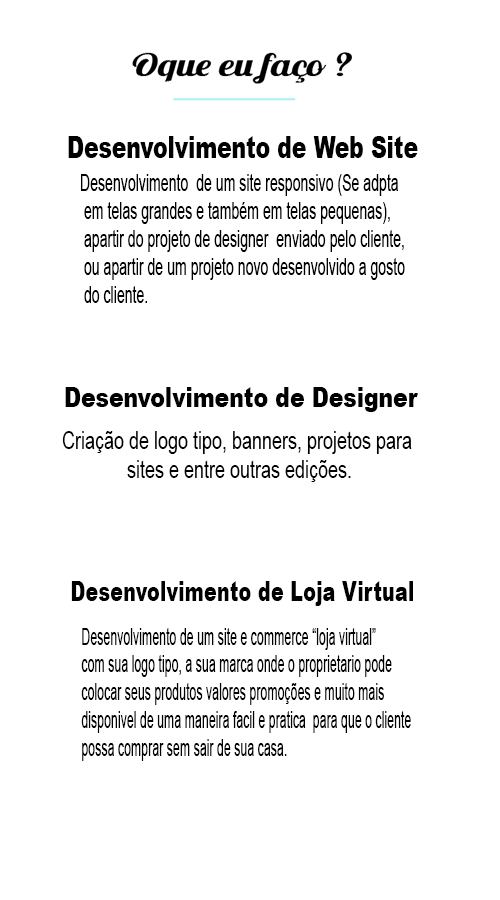 Oque eu faço ?
Desenvolvimento de Web Site
Desenvolvimento de um site responsivo (Se adpta
em telas grandes e também em telas pequenas),
apartir do projeto de designer enviado pelo cliente,
ou apartir de um projeto novo desenvolvido a gosto
do cliente.
Desenvolvimento de Designer
Criação de logo tipo, banners, projetos para
sites e entre outras edições.
Desenvolvimento de Loja Virtual
Desenvolvimento de um site e commerce “loja virtual”
com sua logo tipo, a sua marca onde o proprietario pode
colocar seus produtos valores promoções e muito mais
disponivel de uma maneira facil e pratica para que o cliente
possa comprar sem sair de sua casa.